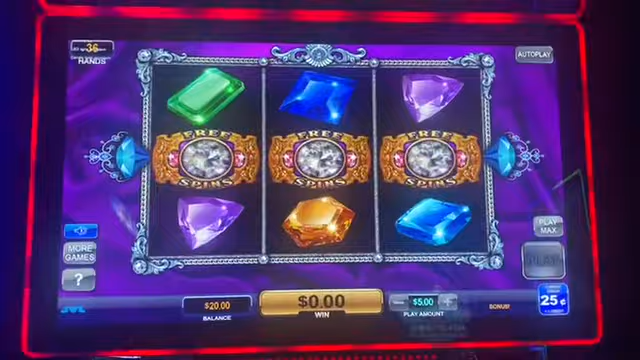 36
HANDS
AUTOPLAY
FREE
SPINS
FREE
SPINS
FREE
SPINS
MORE
GAMES
?
PLAY
MAX
PLAY
$20.00
BALANCE
$0.00
WIN
$5.00
PLAY AMOUNT
BONUS!
25¢
JVL